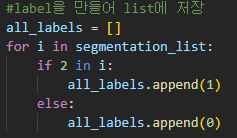 #label을 만들어 list에 저장
all_labels = []
for i in segmentation_list:
    if 2 in i:
        all_labels.append(1)
    else:
        all_labels.append(0)